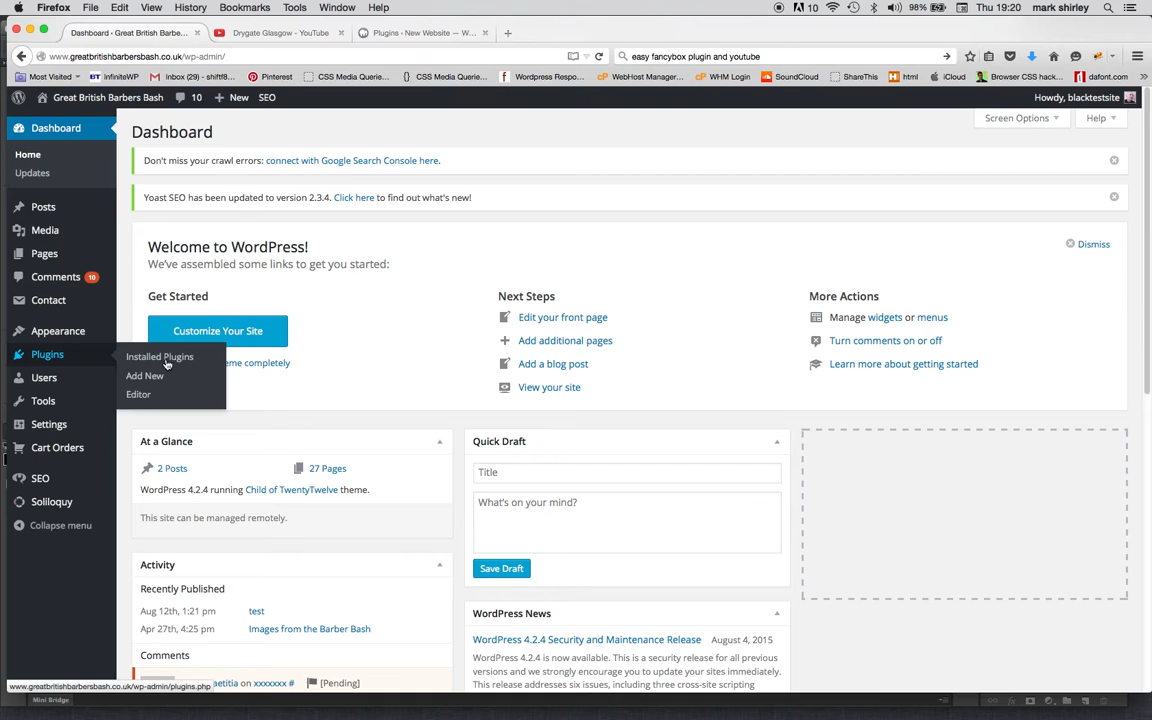 Firefox File Edit View History Bookmarks Tools Window Help
10 98% Thu 19:20 mark shirley
Dashboard ‹ Great British Barbe...
Drygate Glasgow - YouTube
Plugins ‹ New Website — W...
www.greatbritishbarbersbash.co.uk/wp-admin/
easy fancybox plugin and youtube
Most Visited InfiniteWP Inbox (29) - shiftf8... Pinterest CSS Media Querie... CSS Media Querie... Wordpress Respo... WebHost Manager... WHM Login SoundCloud ShareThis html iCloud Browser CSS hack... dafont.com
Great British Barbers Bash 10 New SEO
Howdy, blacktestsite
Dashboard
Home
Updates
Posts
Media
Pages
Comments 10
Contact
Appearance
Plugins
Users
Tools
Settings
Cart Orders
SEO
Soliloquy
Collapse menu
Installed Plugins
Add New
Editor
Dashboard
Screen Options
Help
Don't miss your crawl errors: connect with Google Search Console here.
Yoast SEO has been updated to version 2.3.4. Click here to find out what's new!
Welcome to WordPress!
Dismiss
We've assembled some links to get you started:
Get Started
Customize Your Site
eme completely
Next Steps
Edit your front page
Add additional pages
Add a blog post
View your site
More Actions
Manage widgets or menus
Turn comments on or off
Learn more about getting started
At a Glance
2 Posts 27 Pages
WordPress 4.2.4 running Child of TwentyTwelve theme.
This site can be managed remotely.
Activity
Recently Published
Aug 12th, 1:21 pm test
Apr 27th, 4:25 pm Images from the Barber Bash
Comments
aetitia on xxxxxxx # [Pending]
Quick Draft
Title
What's on your mind?
Save Draft
WordPress News
WordPress 4.2.4 Security and Maintenance Release August 4, 2015
WordPress 4.2.4 is now available. This is a security release for all previous
versions and we strongly encourage you to update your sites immediately.
This release addresses six issues, including three cross-site scripting
www.greatbritishbarbersbash.co.uk/wp-admin/plugins.php
Mini Bridge